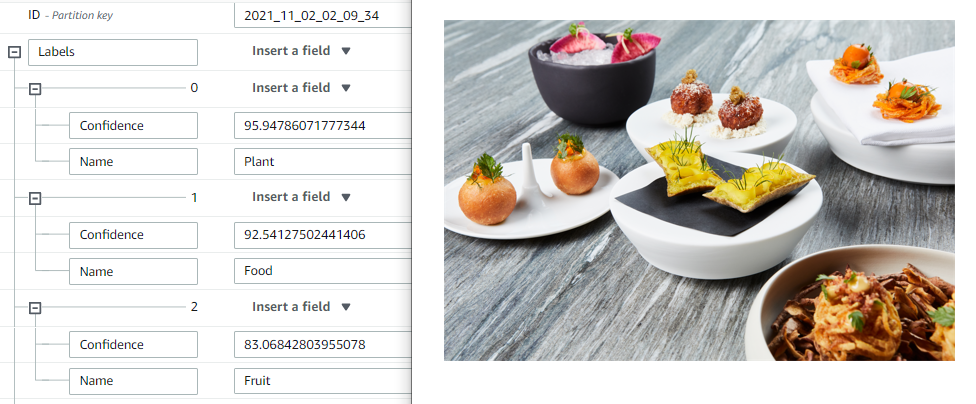 ID - Partition key 2021_11_02_02_09_34
Labels Insert a field
0 Insert a field
Confidence 95.94786071777344
Name Plant
1 Insert a field
Confidence 92.54127502441406
Name Food
2 Insert a field
Confidence 83.06842803955078
Name Fruit